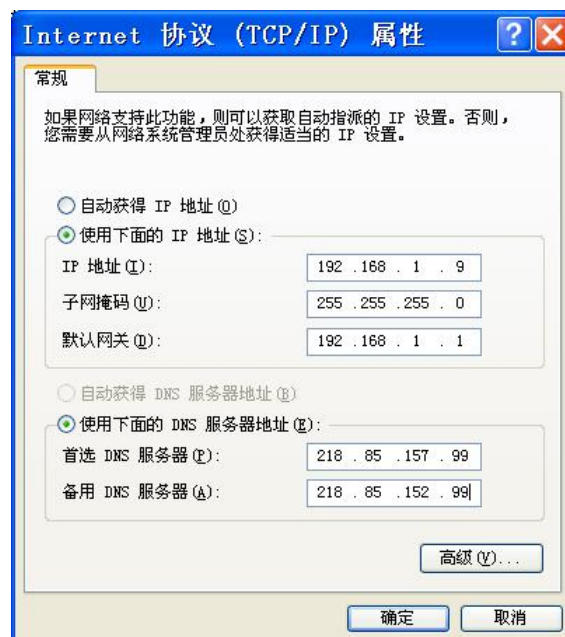 Internet 协议 (TCP/IP) 属性
常规
如果网络支持此功能，则可以获取自动指派的 IP 设置。否则，
您需要从网络系统管理员处获得适当的 IP 设置。
自动获得 IP 地址(O)
使用下面的 IP 地址(S):
IP 地址(I): 192 .168 . 1 . 9
子网掩码(U): 255 .255 .255 . 0
默认网关(D): 192 .168 . 1 . 1
自动获得 DNS 服务器地址(B)
使用下面的 DNS 服务器地址(E):
首选 DNS 服务器(P): 218 . 85 .157 . 99
备用 DNS 服务器(A): 218 . 85 .152 . 99
高级(V)...
确定 取消